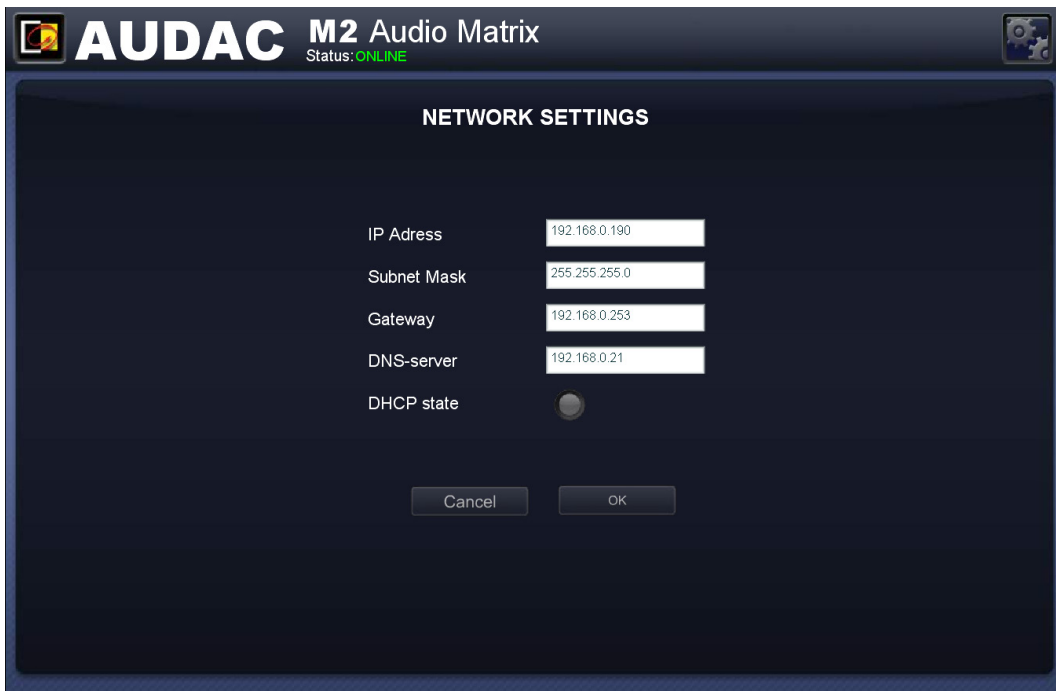 AUDAC M2 Audio Matrix
Status:ONLINE
NETWORK SETTINGS
IP Adress 192.168.0.190
Subnet Mask 255.255.255.0
Gateway 192.168.0.253
DNS-server 192.168.0.21
DHCP state
Cancel OK